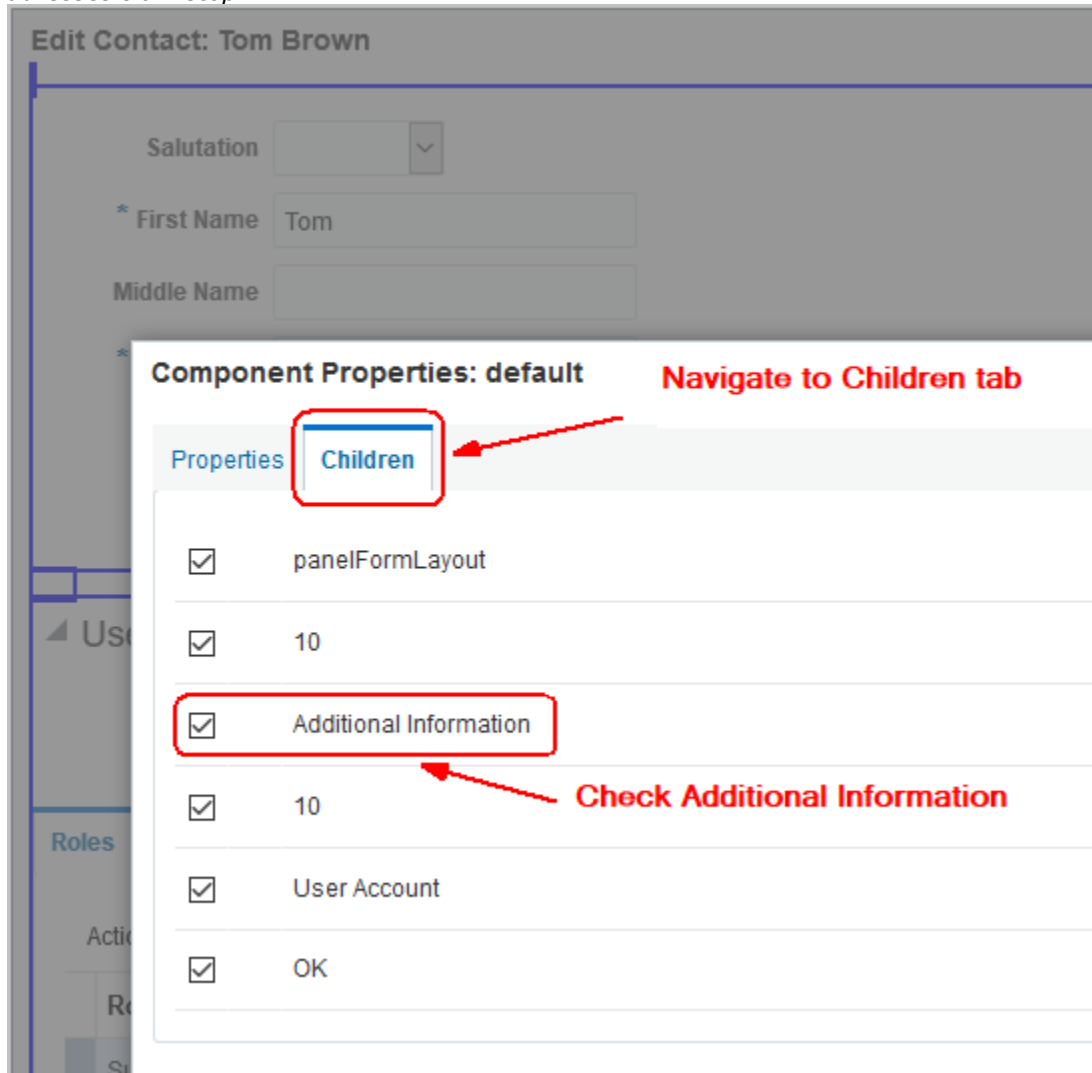 Edit Contact: Tom Brown
Salutation
* First Name Tom
Middle Name
*
Component Properties: default
Navigate to Children tab
Properties Children
panelFormLayout
10
Additional Information
10
Check Additional Information
Roles
User Account
OK